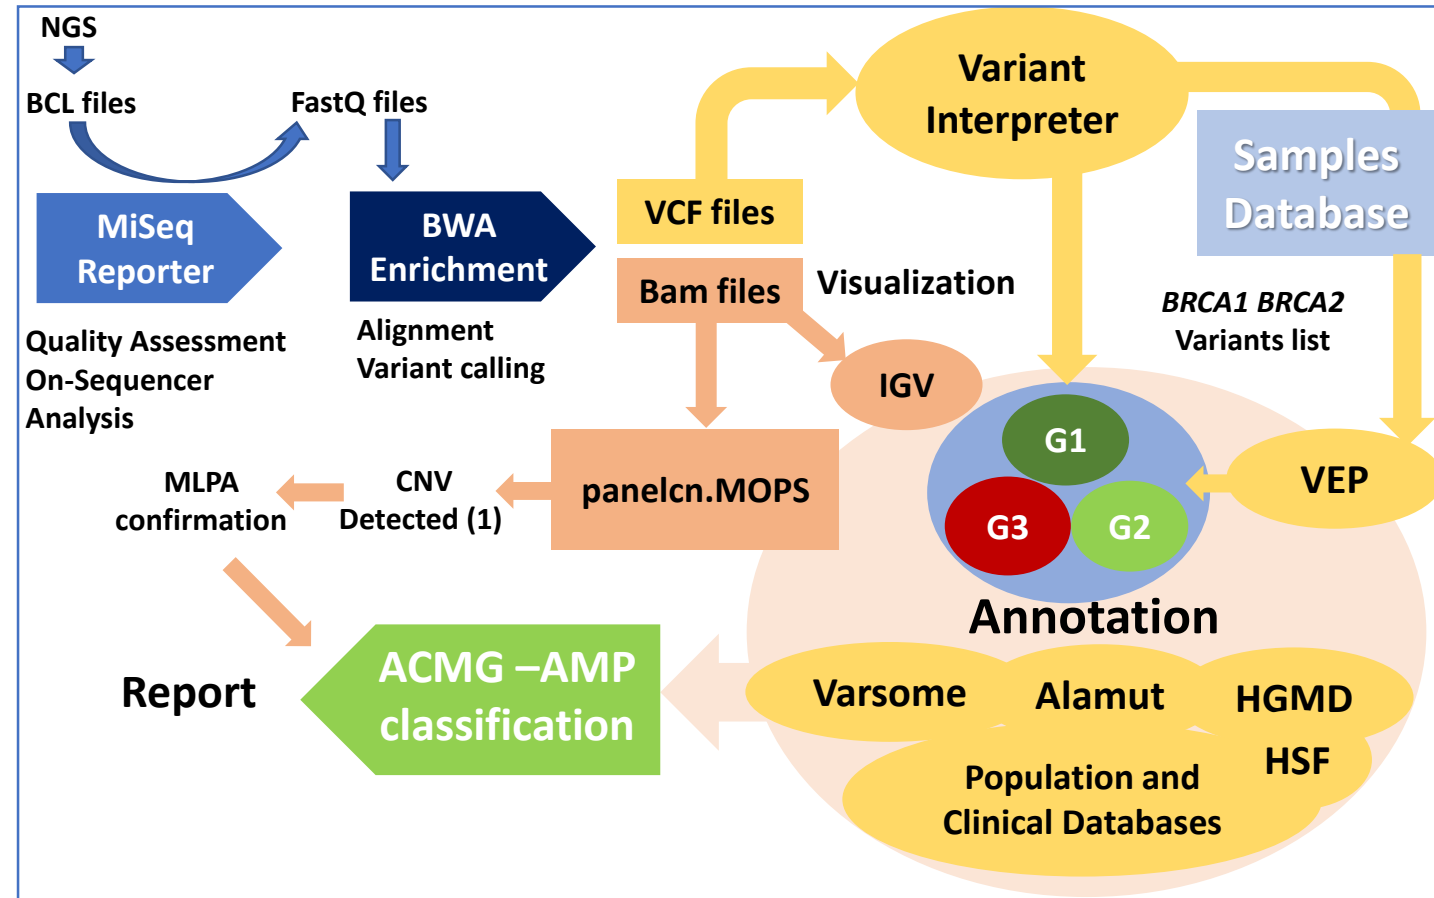 NGS
BCL files
FastQ files
MiSeq
Reporter
BWA
Enrichment
Quality Assessment
On-Sequencer
Analysis
Alignment
Variant calling
VCF files
Bam files
Visualization
Variant
Interpreter
Samples
Database
BRCA1 BRCA2
Variants list
IGV
G1
G3
G2
VEP
panelcn.MOPS
CNV
Detected (1)
MLPA
confirmation
Annotation
Varsome
Alamut
HGMD
HSF
Population and
Clinical Databases
ACMG –AMP
classification
Report